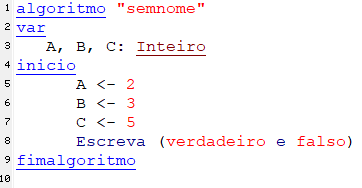 1 algoritmo "semnome"
2 var
3 A, B, C: Inteiro
4 inicio
5 A <- 2
6 B <- 3
7 C <- 5
8 Escreva (verdadeiro e falso)
9 fimalgoritmo
10